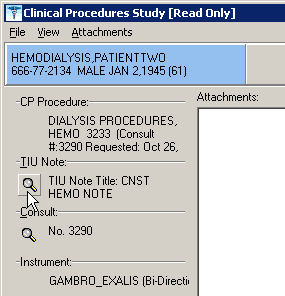 Clinical Procedures Study [Read Only]
File View Attachments
HEMODIALYSIS,PATIENTTWO
666-77-2134 MALE JAN 2,1945 (61)
CP Procedure:
Attachments:
DIALYSIS PROCEDURES,
HEMO 3233 (Consult
#:3290 Requested: Oct 26,
TIU Note:
TIU Note Title: CNST
HEMO NOTE
Consult:
No. 3290
Instrument:
GAMBRO_EXALIS (Bi-Directi